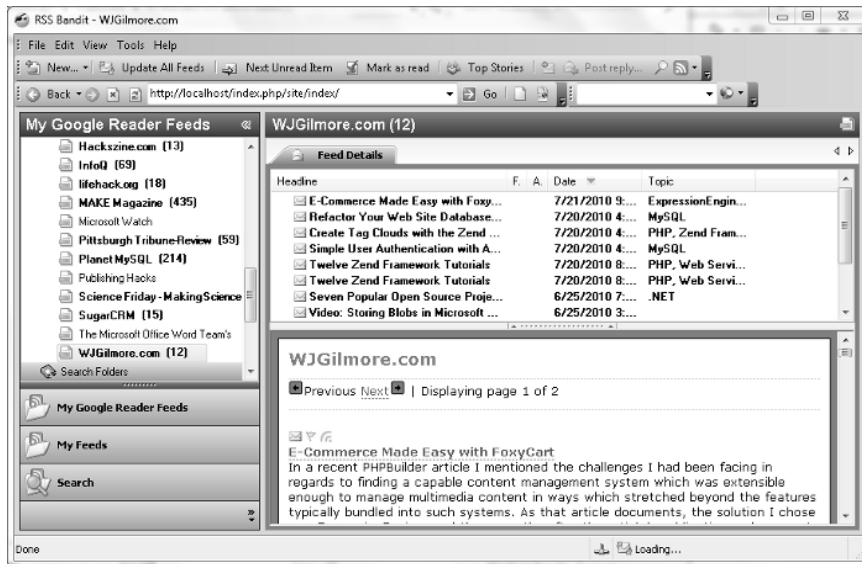 RSS Bandit - WJGilmore.com
File Edit View Tools Help
New... Update All Feeds Next Unread Item Mark as read Top Stories Post reply...
Back http://localhost/index.php/site/index/ Go
My Google Reader Feeds
Hackszine.com (13)
InfoQ (69)
lifehack.org (18)
MAKE Magazine (435)
Microsoft Watch
Pittsburgh Tribune-Review (59)
Planet MySQL (214)
Publishing Hacks
Science Friday - Making Science
SugarCRM (15)
The Microsoft Office Word Team's
WJGilmore.com (12)
Search Folders
My Google Reader Feeds
My Feeds
Search
WJGilmore.com (12)
Feed Details
Headline F. A. Date Topic
E-Commerce Made Easy with Foxy... 7/21/2010 9:... ExpressionEngin...
Refactor Your Web Site Database... 7/20/2010 4:... MySQL
Create Tag Clouds with the Zend ... 7/20/2010 4:... PHP, Zend Fram...
Simple User Authentication with A... 7/20/2010 4:... MySQL
Twelve Zend Framework Tutorials 7/20/2010 8:... PHP, Web Servi...
Twelve Zend Framework Tutorials 7/20/2010 8:... PHP, Web Servi...
Seven Popular Open Source Proje... 6/25/2010 7:... .NET
Video: Storing Blobs in Microsoft ... 6/25/2010 3:...
WJGilmore.com
Previous Next | Displaying page 1 of 2
E-Commerce Made Easy with FoxyCart
In a recent PHPBuilder article I mentioned the challenges I had been facing in
regards to finding a capable content management system which was extensible
enough to manage multimedia content in ways which stretched beyond the features
typically bundled into such systems. As that article documents, the solution I chose
Done Loading...